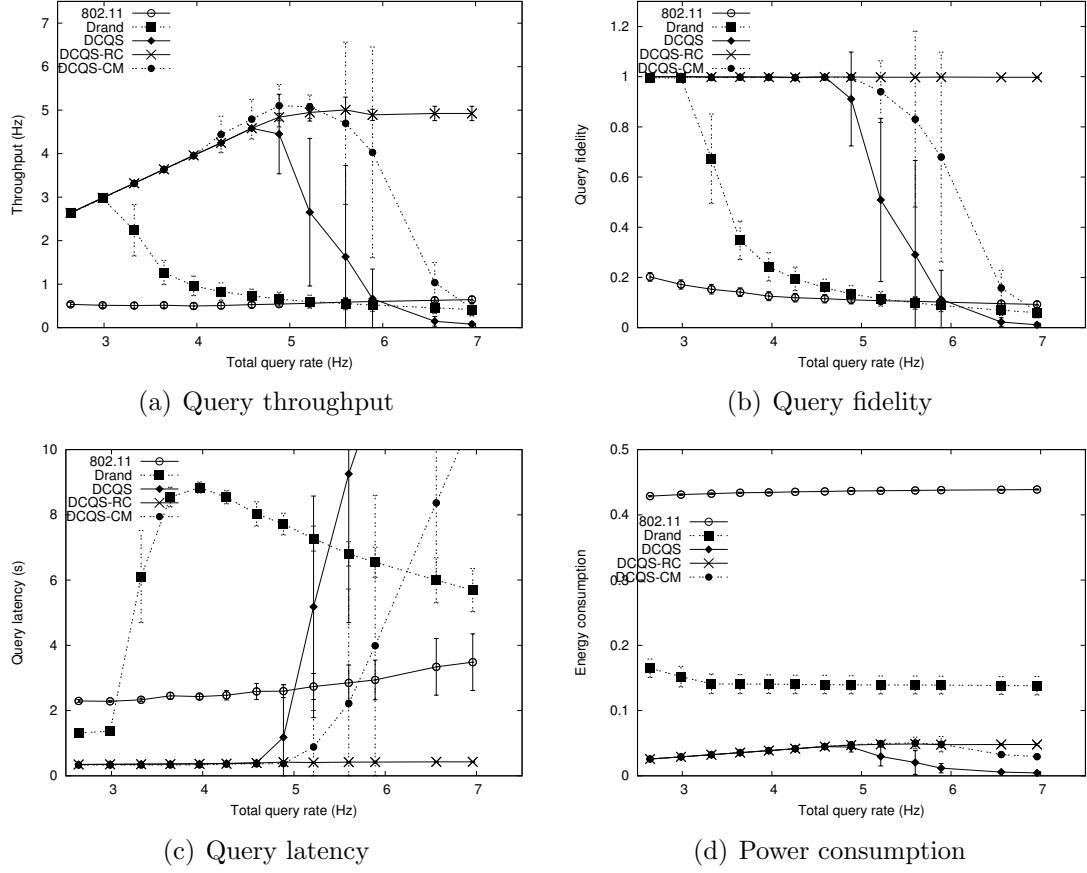 7
6
5
4
3
2
1
0
Throughput (Hz)
802.11
Drand
DCQS
DCQS-RC
DCQS-CM
3 4 5 6 7
Total query rate (Hz)
(a) Query throughput
1.2
1
0.8
0.6
0.4
0.2
0
Query fidelity
802.11
Drand
DCQS
DCQS-RC
DCQS-CM
3 4 5 6 7
Total query rate (Hz)
(b) Query fidelity
10
8
6
4
2
0
Query latency (s)
802.11
Drand
DCQS
DCQS-RC
DCQS-CM
3 4 5 6 7
Total query rate (Hz)
(c) Query latency
0.5
0.4
0.3
0.2
0.1
0
Energy consumption
802.11
Drand
DCQS
DCQS-RC
DCQS-CM
3 4 5 6 7
Total query rate (Hz)
(d) Power consumption